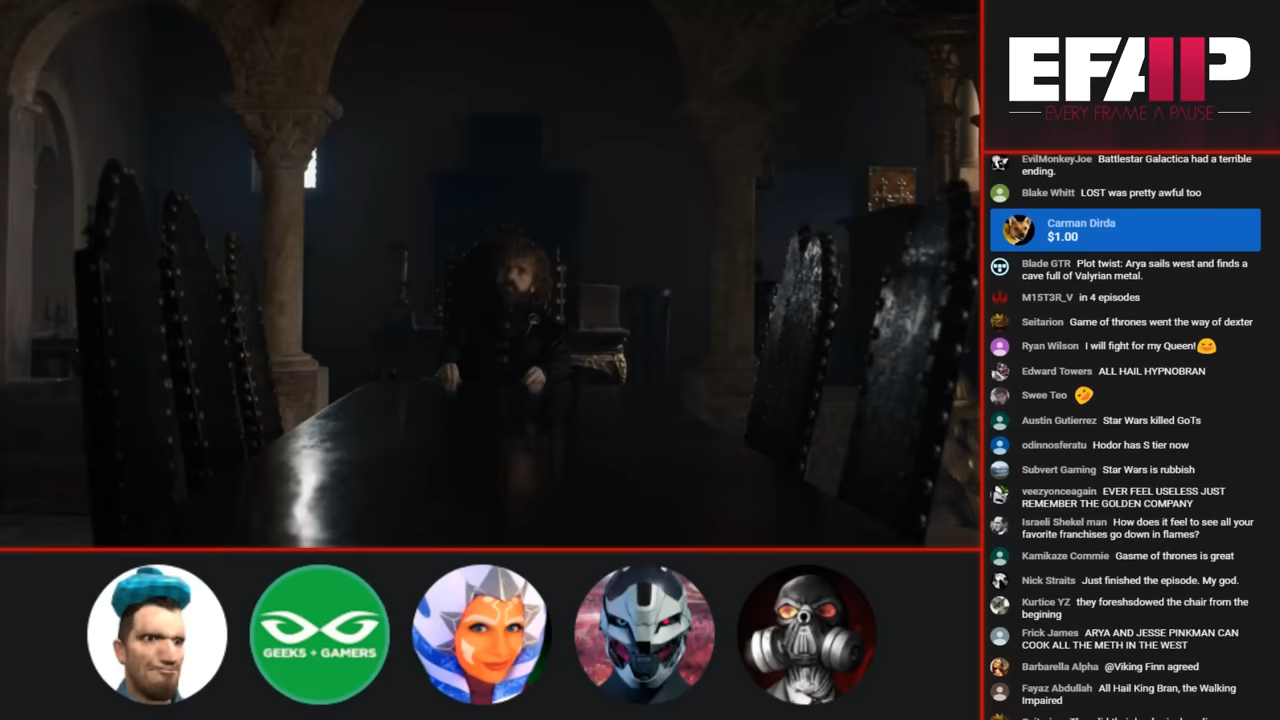 EFAP
EVERY FRAME A PAUSE
EvilMonkeyJoe Battlestar Galactica had a terrible
ending.
Blake Whitt LOST was pretty awful too
Carman Dirda
$1.00
Blade GTR Plot twist: Arya sails west and finds a
cave full of Valyrian metal.
M15T3R_V in 4 episodes
Seitarion Game of thrones went the way of dexter
Ryan Wilson I will fight for my Queen!
Edward Towers ALL HAIL HYPNOBRAN
Swee Teo
Austin Gutierrez Star Wars killed GoTs
odinnosferatu Hodor has S tier now
Subvert Gaming Star Wars is rubbish
veezyonceagain EVER FEEL USELESS JUST
REMEMBER THE GOLDEN COMPANY
Israeli Shekel man How does it feel to see all your
favorite franchises go down in flames?
Kamikaze Commie Gasme of thrones is great
Nick Straits Just finished the episode. My god.
Kurtice YZ they foreshsdowed the chair from the
begining
Frick James ARYA AND JESSE PINKMAN CAN
COOK ALL THE METH IN THE WEST
Barbarella Alpha @Viking Finn agreed
Fayaz Abdullah All Hail King Bran, the Walking
Impaired
GEEKS + GAMERS